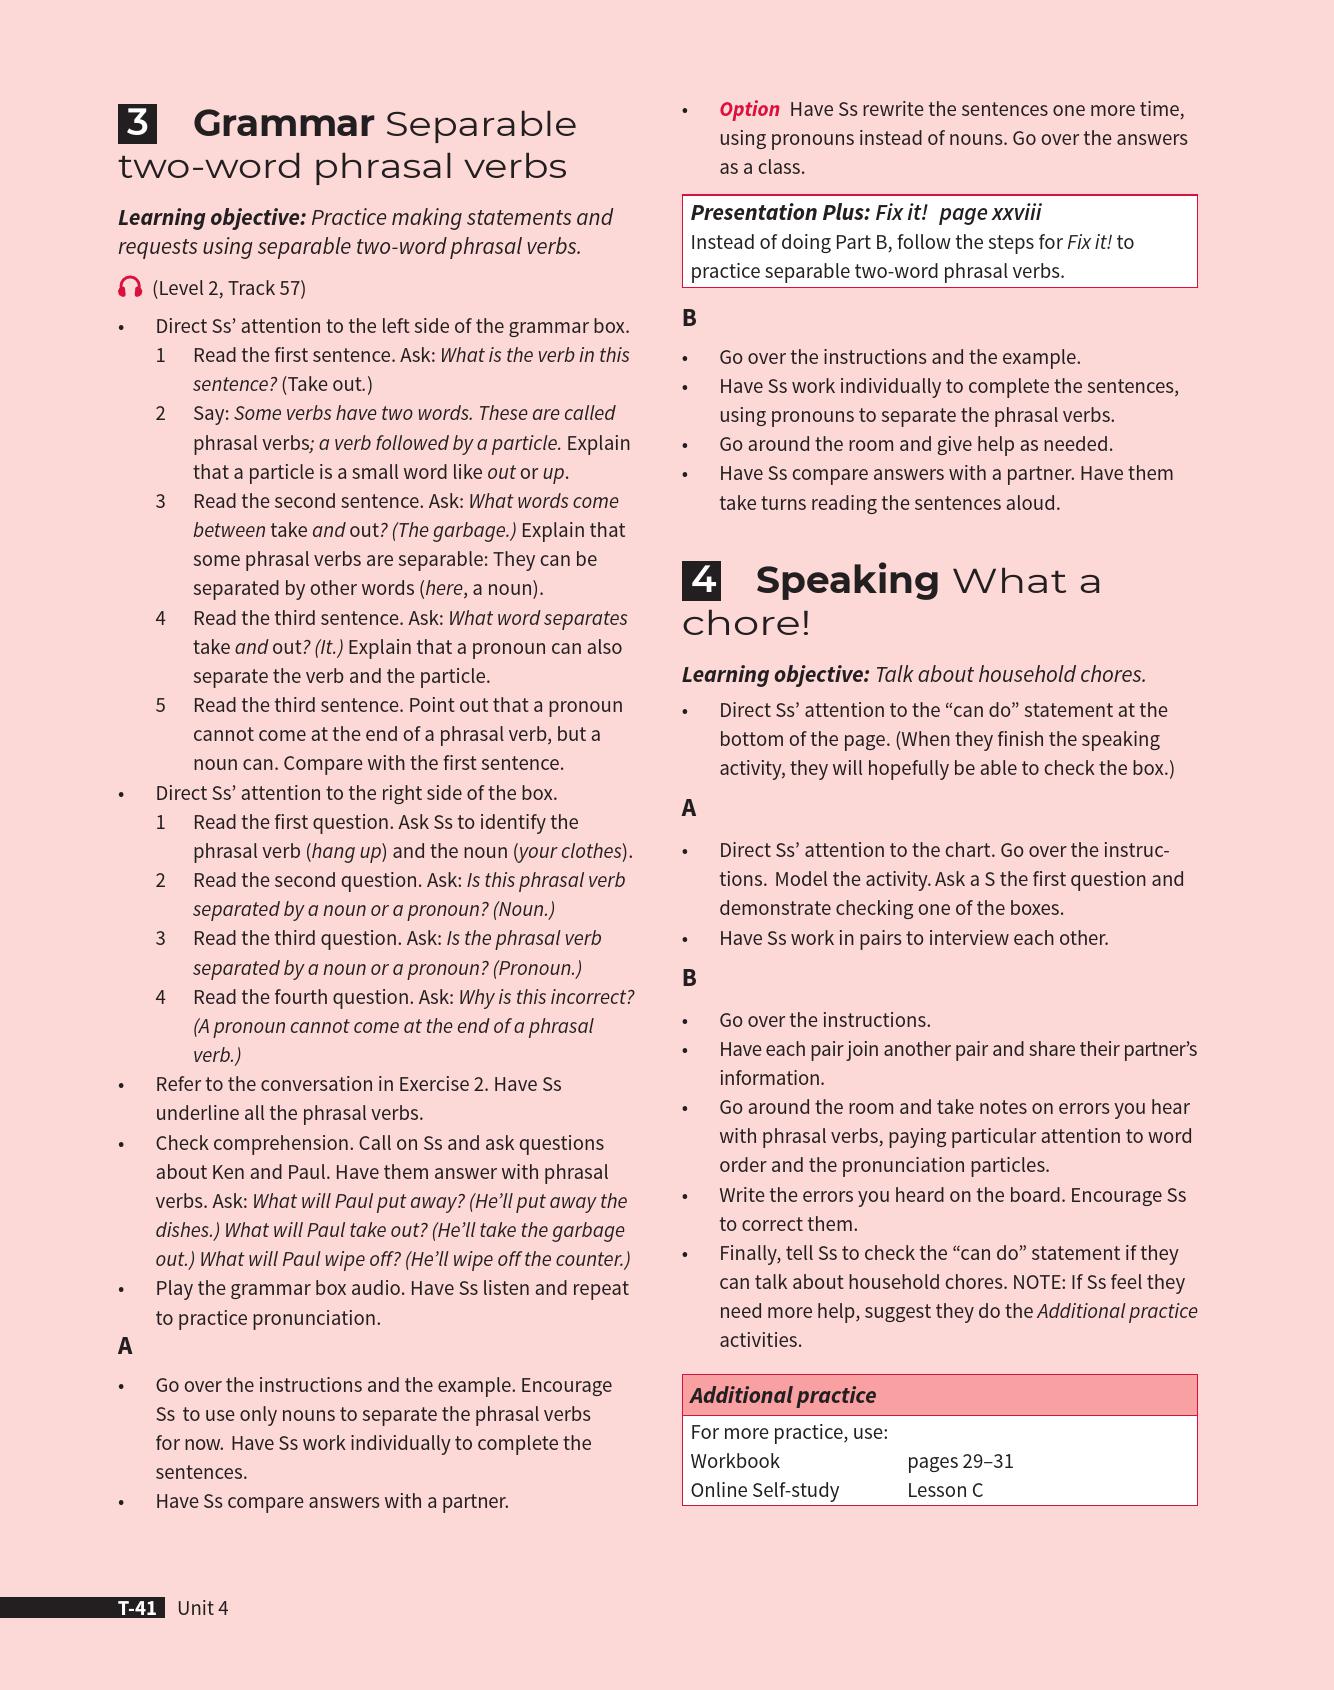 3 Grammar Separable
two-word phrasal verbs
Learning objective: Practice making statements and
requests using separable two-word phrasal verbs.
(Level 2, Track 57)
• Direct Ss’ attention to the left side of the grammar box.
1 Read the first sentence. Ask: What is the verb in this
sentence? (Take out.)
2 Say: Some verbs have two words. These are called
phrasal verbs; a verb followed by a particle. Explain
that a particle is a small word like out or up.
3 Read the second sentence. Ask: What words come
between take and out? (The garbage.) Explain that
some phrasal verbs are separable: They can be
separated by other words (here, a noun).
4 Read the third sentence. Ask: What word separates
take and out? (It.) Explain that a pronoun can also
separate the verb and the particle.
5 Read the third sentence. Point out that a pronoun
cannot come at the end of a phrasal verb, but a
noun can. Compare with the first sentence.
• Direct Ss’ attention to the right side of the box.
1 Read the first question. Ask Ss to identify the
phrasal verb (hang up) and the noun (your clothes).
2 Read the second question. Ask: Is this phrasal verb
separated by a noun or a pronoun? (Noun.)
3 Read the third question. Ask: Is the phrasal verb
separated by a noun or a pronoun? (Pronoun.)
4 Read the fourth question. Ask: Why is this incorrect?
(A pronoun cannot come at the end of a phrasal
verb.)
• Refer to the conversation in Exercise 2. Have Ss
underline all the phrasal verbs.
• Check comprehension. Call on Ss and ask questions
about Ken and Paul. Have them answer with phrasal
verbs. Ask: What will Paul put away? (He’ll put away the
dishes.) What will Paul take out? (He’ll take the garbage
out.) What will Paul wipe off? (He’ll wipe off the counter.)
• Play the grammar box audio. Have Ss listen and repeat
to practice pronunciation.
A
• Go over the instructions and the example. Encourage
Ss to use only nouns to separate the phrasal verbs
for now. Have Ss work individually to complete the
sentences.
• Have Ss compare answers with a partner.
• Option Have Ss rewrite the sentences one more time,
using pronouns instead of nouns. Go over the answers
as a class.
Presentation Plus: Fix it! page xxviii
Instead of doing Part B, follow the steps for Fix it! to
practice separable two-word phrasal verbs.
B
• Go over the instructions and the example.
• Have Ss work individually to complete the sentences,
using pronouns to separate the phrasal verbs.
• Go around the room and give help as needed.
• Have Ss compare answers with a partner. Have them
take turns reading the sentences aloud.
4 Speaking What a
chore!
Learning objective: Talk about household chores.
• Direct Ss’ attention to the “can do” statement at the
bottom of the page. (When they finish the speaking
activity, they will hopefully be able to check the box.)
A
• Direct Ss’ attention to the chart. Go over the instruc-
tions. Model the activity. Ask a S the first question and
demonstrate checking one of the boxes.
• Have Ss work in pairs to interview each other.
B
• Go over the instructions.
• Have each pair join another pair and share their partner’s
information.
• Go around the room and take notes on errors you hear
with phrasal verbs, paying particular attention to word
order and the pronunciation particles.
• Write the errors you heard on the board. Encourage Ss
to correct them.
• Finally, tell Ss to check the “can do” statement if they
can talk about household chores. NOTE: If Ss feel they
need more help, suggest they do the Additional practice
activities.
Additional practice
For more practice, use:
Workbook pages 29–31
Online Self-study Lesson C
T-41 Unit 4